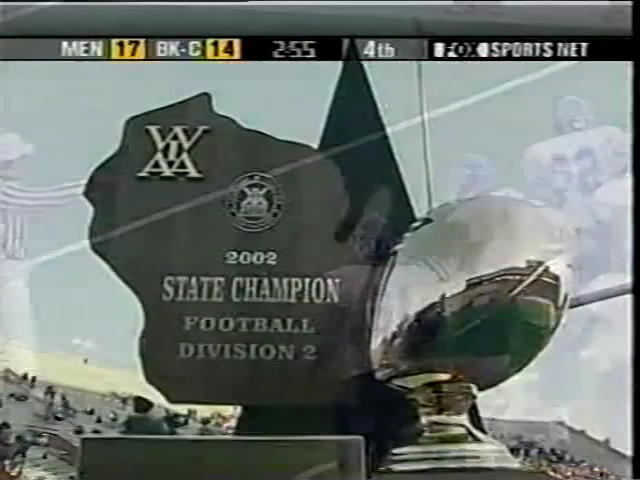 MEN 17 BK-C 14 2:55 4th FOX SPORTS NET
WIAA
2002
STATE CHAMPION
FOOTBALL
DIVISION 2